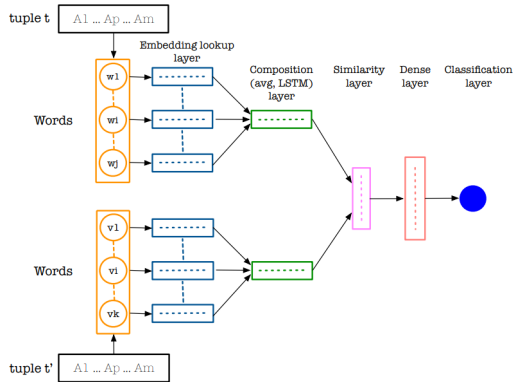 tuple t
A1 ... Ap ... Am
Embedding lookup
layer
Composition
(avg, LSTM)
layer
Similarity
layer
Dense
layer
Classification
layer
Words
w1
wi
wj
Words
v1
vi
vk
tuple t'
A1 ... Ap ... Am